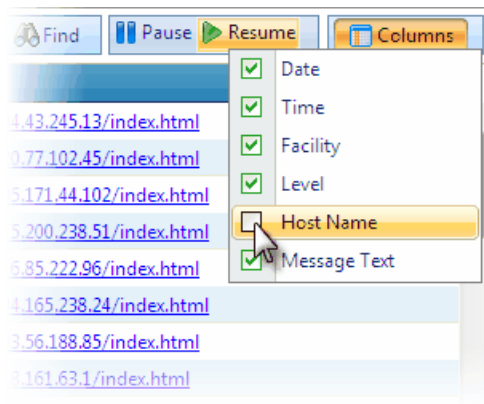 Find Pause Resume Columns
Date
Time
4.43.245.13/index.html
Facility
0.77.102.45/index.html
Level
5.171.44.102/index.html
Host Name
5.200.238.51/index.html
Message Text
6.85.222.96/index.html
4.165.238.24/index.html
3.56.188.85/index.html
8.161.63.1/index.html